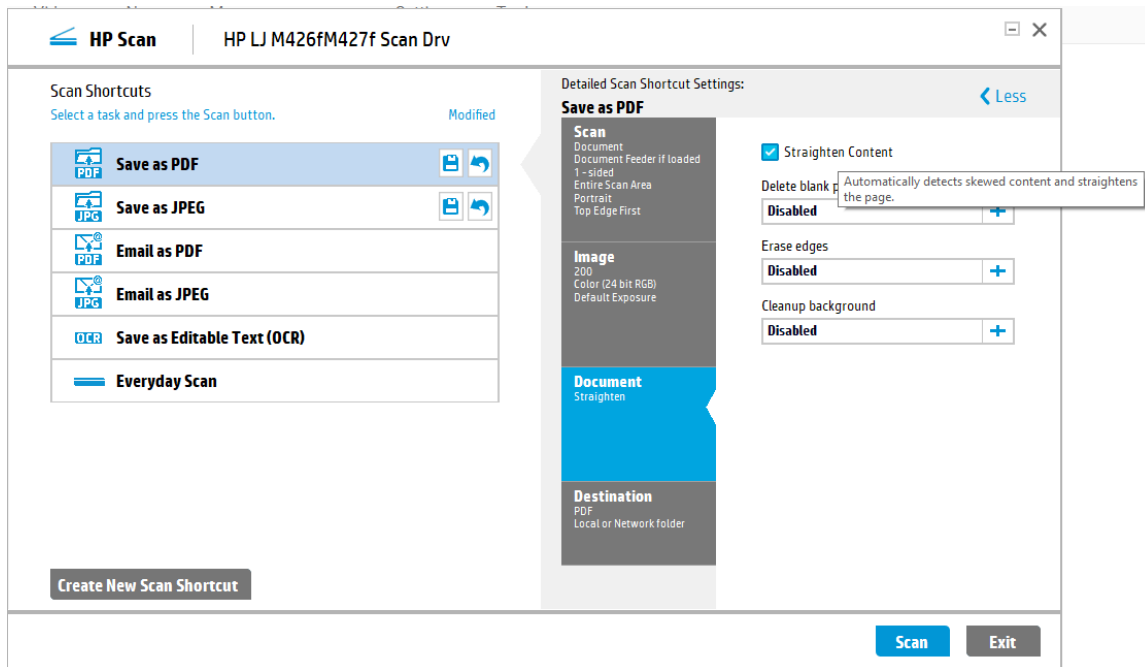 HP Scan
HP LJ M426fM427f Scan Drv
Scan Shortcuts
Select a task and press the Scan button.
Modified
PDF
Save as PDF
JPG
Save as JPEG
PDF
Email as PDF
JPG
Email as JPEG
OCR
Save as Editable Text (OCR)
Everyday Scan
Create New Scan Shortcut
Detailed Scan Shortcut Settings:
Less
Save as PDF
Scan
Document
Document Feeder if loaded
1 - sided
Entire Scan Area
Portrait
Top Edge First
Image
200
Color (24 bit RGB)
Default Exposure
Document
Straighten
Destination
PDF
Local or Network folder
Straighten Content
Automatically detects skewed content and straightens
the page.
Delete blank
Disabled
Erase edges
Disabled
Cleanup background
Disabled
Scan
Exit